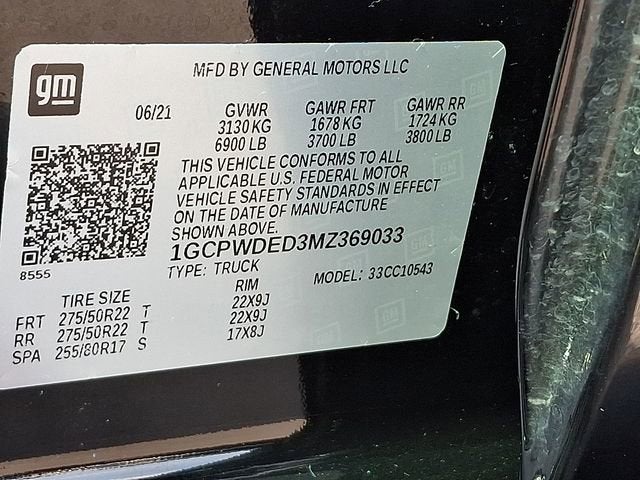 gm
MFD BY GENERAL MOTORS LLC
06/21 GVWR GAWR FRT GAWR RR
3130 KG 1678 KG 1724 KG
6900 LB 3700 LB 3800 LB
THIS VEHICLE CONFORMS TO ALL
APPLICABLE U.S. FEDERAL MOTOR
VEHICLE SAFETY STANDARDS IN EFFECT
ON THE DATE OF MANUFACTURE
SHOWN ABOVE.
1GCPWDED3MZ369033
8555
TYPE: TRUCK MODEL: 33CC10543
TIRE SIZE RIM
FRT 275/50R22 T 22X9J
RR 275/50R22 T 22X9J
SPA 255/80R17 S 17X8J